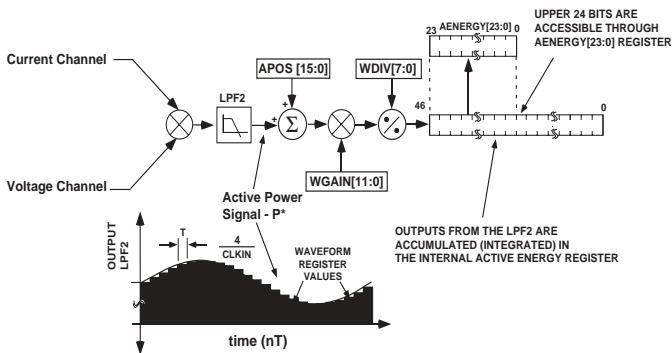 23 AENERGY[23:0] 0
UPPER 24 BITS ARE
ACCESSIBLE THROUGH
AENERGY[23:0] REGISTER
Current Channel
APOS [15:0]
WDIV[7:0]
LPF2
46
0
+
+
Σ
%
Voltage Channel
WGAIN[11:0]
Active Power
Signal - P*
OUTPUTS FROM THE LPF2 ARE
ACCUMULATED (INTEGRATED) IN
THE INTERNAL ACTIVE ENERGY REGISTER
OUTPUT
LPF2
T
4
CLKIN
WAVEFORM
REGISTER
VALUES
time (nT)